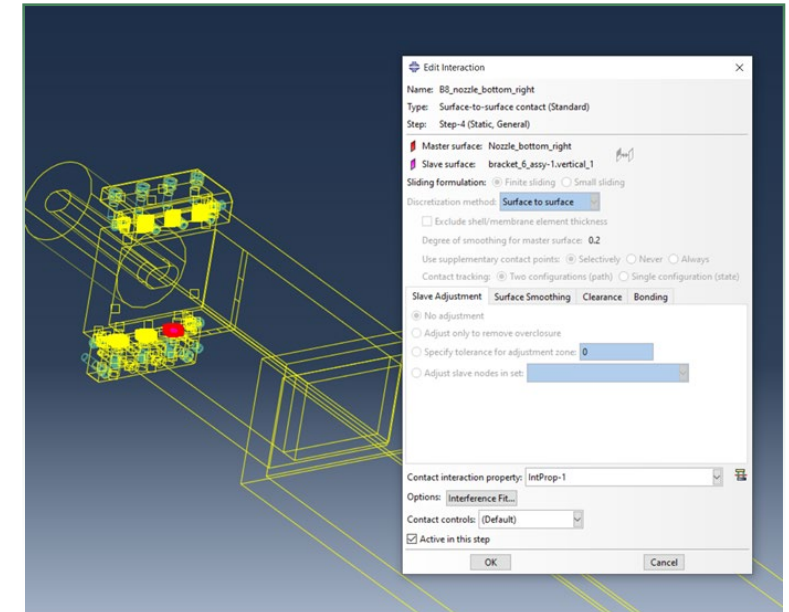 Edit Interaction
Name: B8_nozzle_bottom_right
Type: Surface-to-surface contact (Standard)
Step: Step-4 (Static, General)
Master surface: Nozzle_bottom_right
Slave surface: bracket_6_assy-1.vertical_1
Sliding formulation: Finite sliding Small sliding
Discretization method: Surface to surface
Exclude shell/membrane element thickness
Degree of smoothing for master surface: 0.2
Use supplementary contact points: Selectively Never Always
Contact tracking: Two configurations (path) Single configuration (state)
Slave Adjustment Surface Smoothing Clearance Bonding
No adjustment
Adjust only to remove overclosure
Specify tolerance for adjustment zone: 0
Adjust slave nodes in set:
Contact interaction property: IntProp-1
Options: Interference Fit...
Contact controls: (Default)
Active in this step
OK Cancel